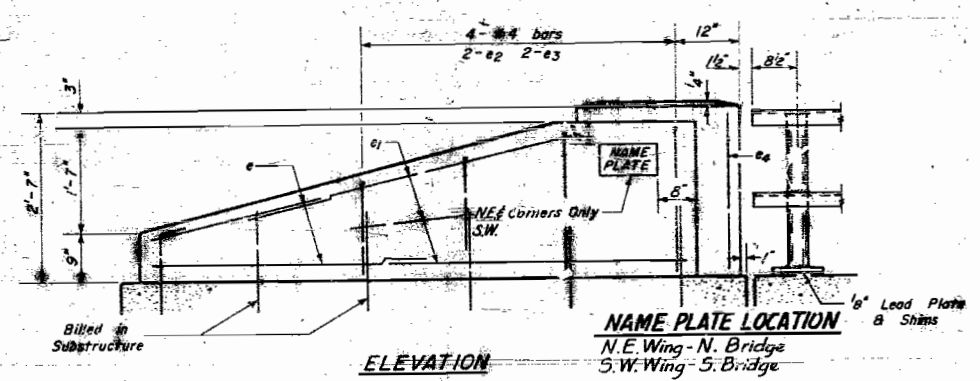 4-#4 bars
2-e2 2-e3
12"
1½"
8½"
¼"
3"
1'-7"
2'-7"
9"
e
e1
NAME
PLATE
e4
8"
N.E.& Corners Only
S.W.
1"
⅛" Lead Plate
& Shims
Billed in
Substructure
NAME PLATE LOCATION
N.E. Wing - N. Bridge
S.W. Wing - S. Bridge
ELEVATION